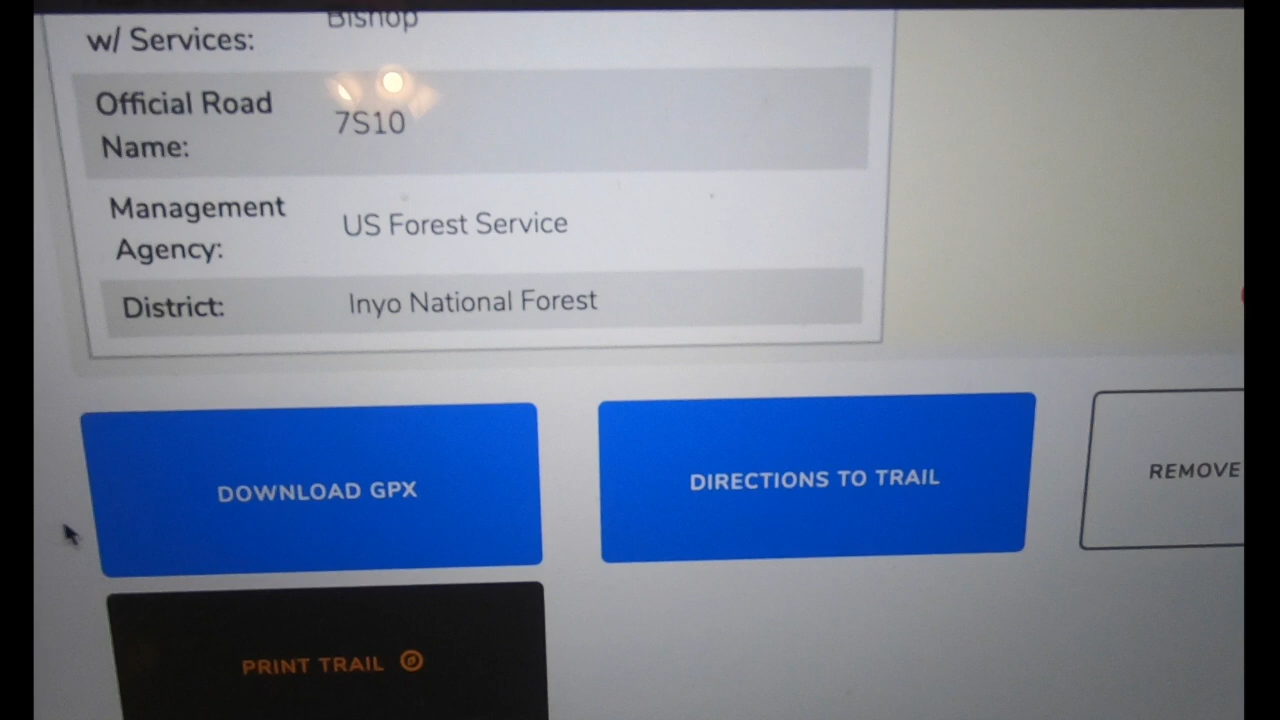 Bishop
w/ Services:
Official Road
Name:
7S10
Management
Agency:
US Forest Service
District:
Inyo National Forest
DOWNLOAD GPX
DIRECTIONS TO TRAIL
REMOVE
PRINT TRAIL